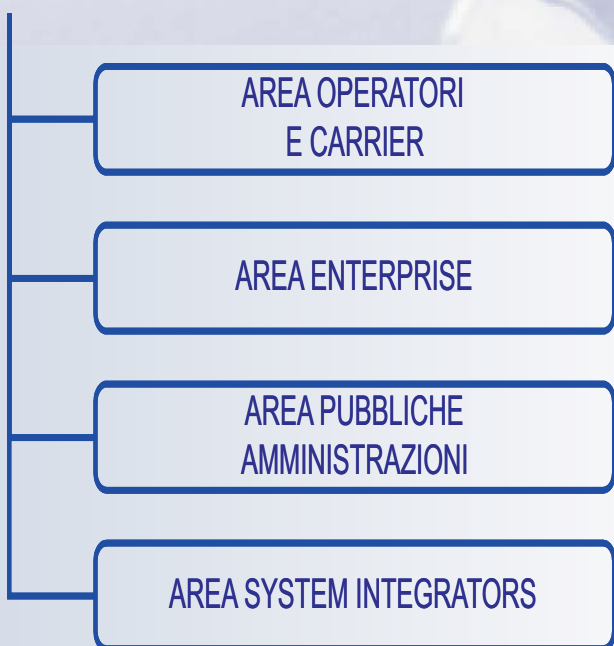 AREA OPERATORI
E CARRIER
AREA ENTERPRISE
AREA PUBBLICHE
AMMINISTRAZIONI
AREA SYSTEM INTEGRATORS